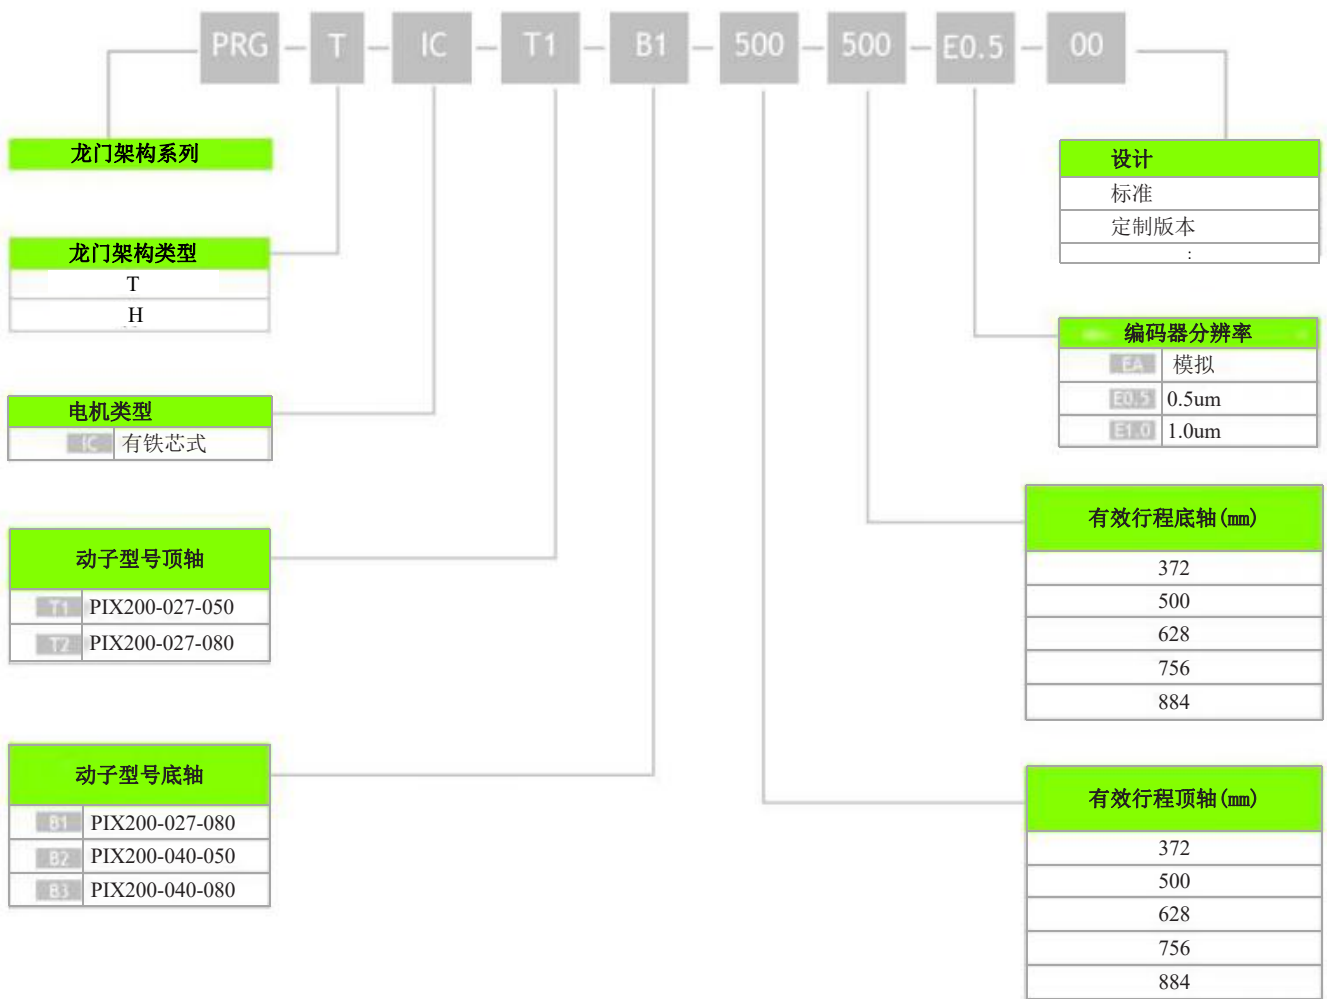 PRG - T - IC - T1 - B1 - 500 - 500 - E0.5 - 00
龙门架构系列
龙门架构类型
T
H
电机类型
IC 有铁芯式
动子型号顶轴
T1 PIX200-027-050
T2 PIX200-027-080
动子型号底轴
B1 PIX200-027-080
B2 PIX200-040-050
B3 PIX200-040-080
设计
标准
定制版本
:
编码器分辨率
EA 模拟
E0.5 0.5um
E1.0 1.0um
有效行程底轴(mm)
372
500
628
756
884
有效行程顶轴(mm)
372
500
628
756
884